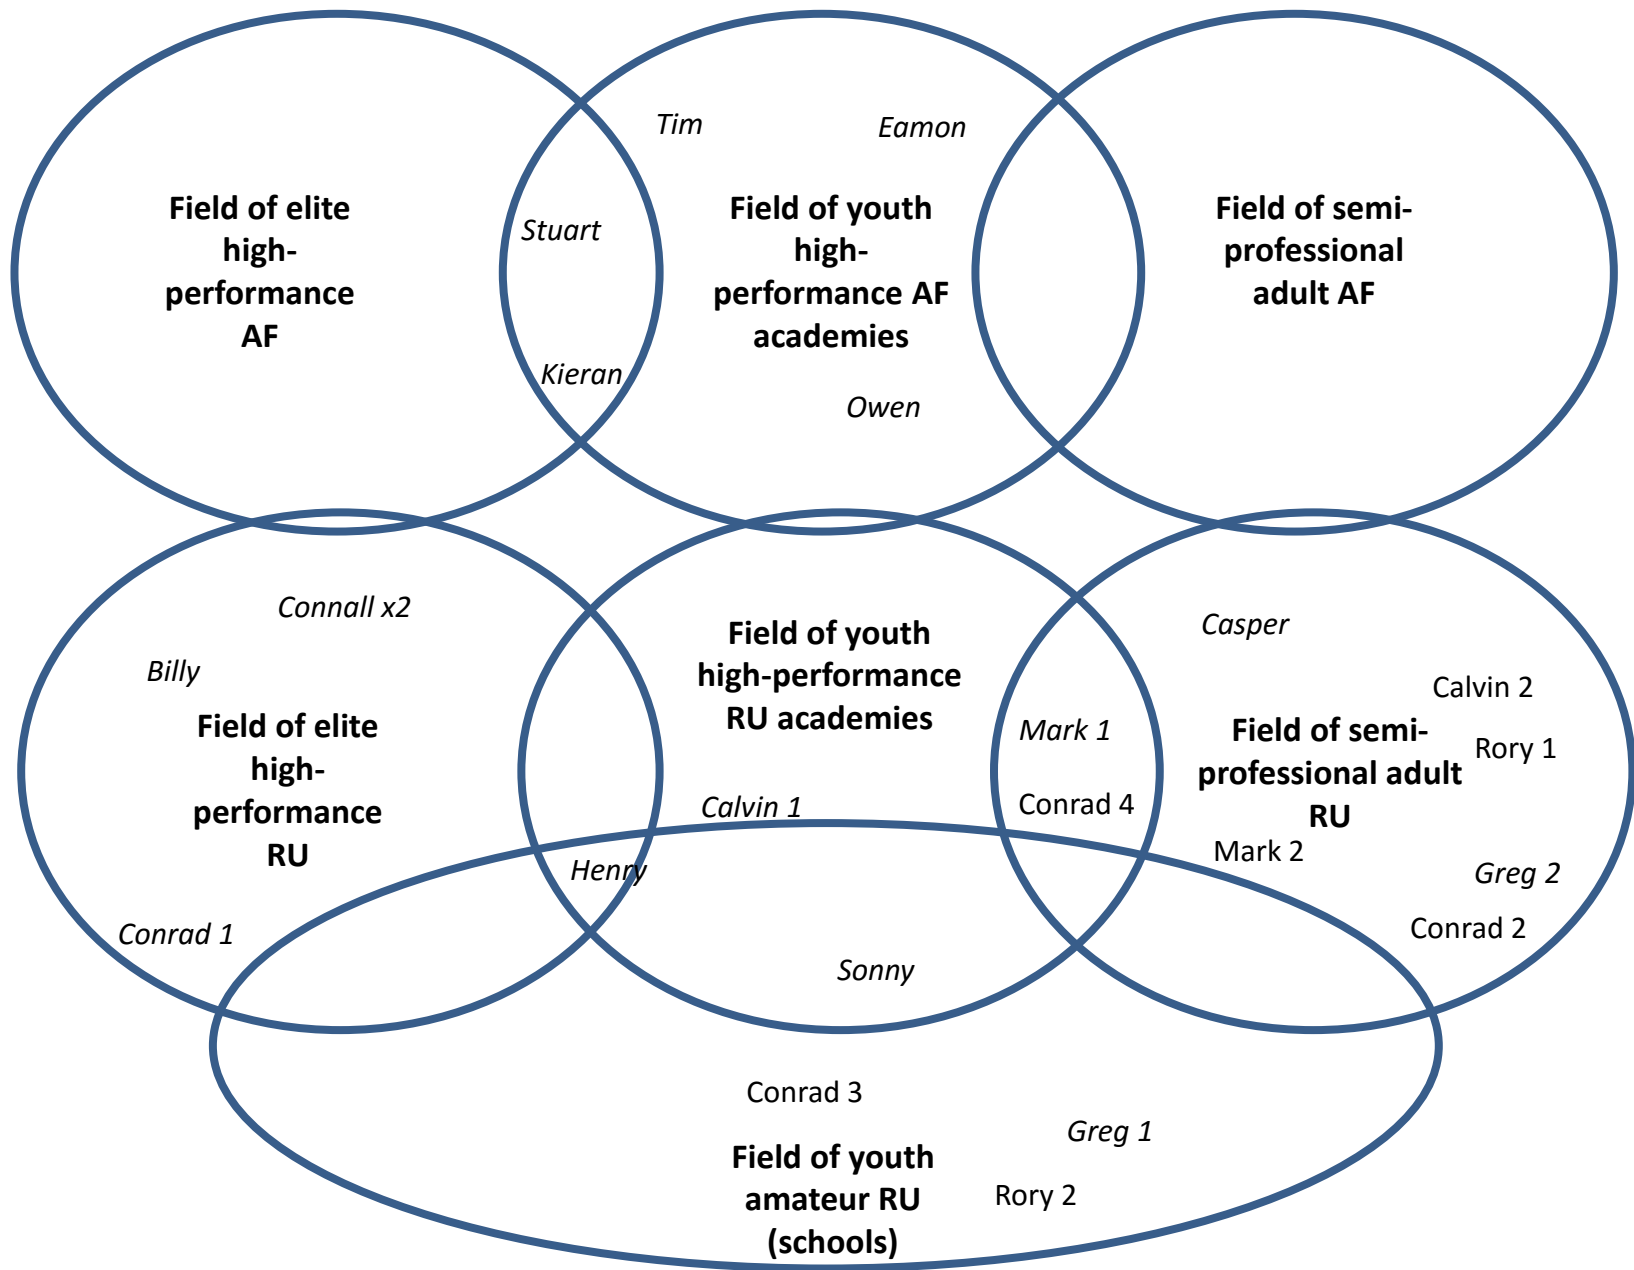 Tim
Eamon
Field of elite
high-
performance
AF
Stuart
Field of youth
high-
performance AF
academies
Field of semi-
professional
adult AF
Kieran
Owen
Connall x2
Billy
Field of elite
high-
performance
RU
Conrad 1
Field of youth
high-performance
RU academies
Calvin 1
Henry
Sonny
Mark 1
Conrad 4
Casper
Calvin 2
Rory 1
Field of semi-
professional adult
RU
Mark 2
Greg 2
Conrad 2
Conrad 3
Greg 1
Field of youth
amateur RU
(schools)
Rory 2